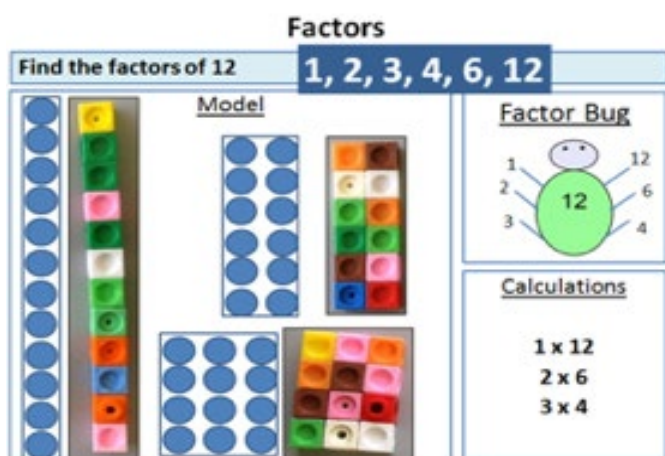 Factors
Find the factors of 12
1, 2, 3, 4, 6, 12
Model
Factor Bug
1
12
2
12
6
3
4
Calculations
1 x 12
2 x 6
3 x 4